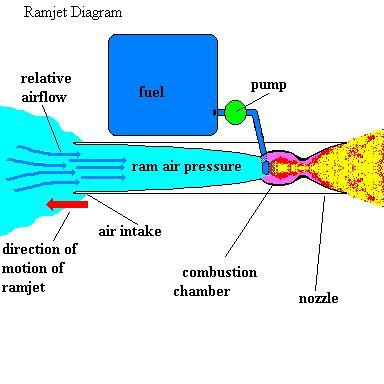 Ramjet Diagram
relative
airflow
fuel
pump
ram air pressure
air intake
direction of
motion of
ramjet
combustion
chamber
nozzle